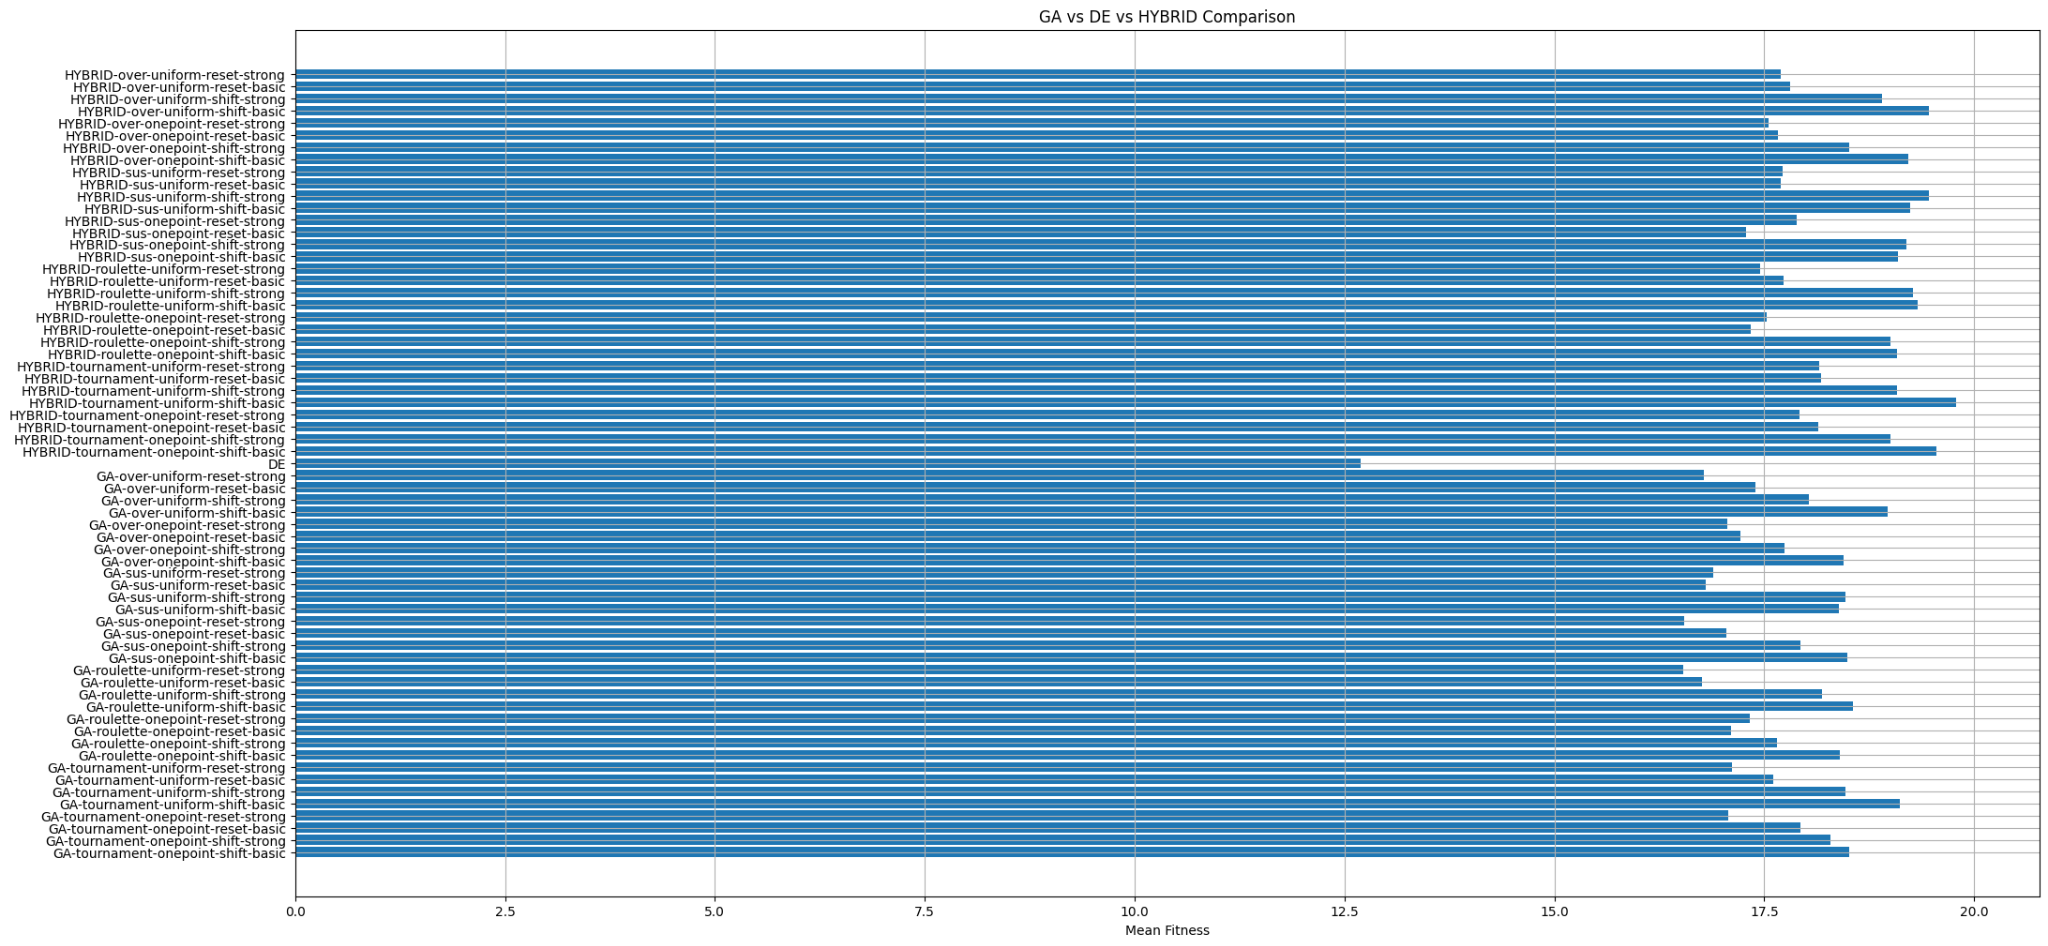 GA vs DE vs HYBRID Comparison
HYBRID-over-uniform-reset-strong
HYBRID-over-uniform-reset-basic
HYBRID-over-uniform-shift-strong
HYBRID-over-uniform-shift-basic
HYBRID-over-onepoint-reset-strong
HYBRID-over-onepoint-reset-basic
HYBRID-over-onepoint-shift-strong
HYBRID-over-onepoint-shift-basic
HYBRID-sus-uniform-reset-strong
HYBRID-sus-uniform-reset-basic
HYBRID-sus-uniform-shift-strong
HYBRID-sus-uniform-shift-basic
HYBRID-sus-onepoint-reset-strong
HYBRID-sus-onepoint-reset-basic
HYBRID-sus-onepoint-shift-strong
HYBRID-sus-onepoint-shift-basic
HYBRID-roulette-uniform-reset-strong
HYBRID-roulette-uniform-reset-basic
HYBRID-roulette-uniform-shift-strong
HYBRID-roulette-uniform-shift-basic
HYBRID-roulette-onepoint-reset-strong
HYBRID-roulette-onepoint-reset-basic
HYBRID-roulette-onepoint-shift-strong
HYBRID-roulette-onepoint-shift-basic
HYBRID-tournament-uniform-reset-strong
HYBRID-tournament-uniform-reset-basic
HYBRID-tournament-uniform-shift-strong
HYBRID-tournament-uniform-shift-basic
HYBRID-tournament-onepoint-reset-strong
HYBRID-tournament-onepoint-reset-basic
HYBRID-tournament-onepoint-shift-strong
HYBRID-tournament-onepoint-shift-basic
DE
GA-over-uniform-reset-strong
GA-over-uniform-reset-basic
GA-over-uniform-shift-strong
GA-over-uniform-shift-basic
GA-over-onepoint-reset-strong
GA-over-onepoint-reset-basic
GA-over-onepoint-shift-strong
GA-over-onepoint-shift-basic
GA-sus-uniform-reset-strong
GA-sus-uniform-reset-basic
GA-sus-uniform-shift-strong
GA-sus-uniform-shift-basic
GA-sus-onepoint-reset-strong
GA-sus-onepoint-reset-basic
GA-sus-onepoint-shift-strong
GA-sus-onepoint-shift-basic
GA-roulette-uniform-reset-strong
GA-roulette-uniform-reset-basic
GA-roulette-uniform-shift-strong
GA-roulette-uniform-shift-basic
GA-roulette-onepoint-reset-strong
GA-roulette-onepoint-reset-basic
GA-roulette-onepoint-shift-strong
GA-roulette-onepoint-shift-basic
GA-tournament-uniform-reset-strong
GA-tournament-uniform-reset-basic
GA-tournament-uniform-shift-strong
GA-tournament-uniform-shift-basic
GA-tournament-onepoint-reset-strong
GA-tournament-onepoint-reset-basic
GA-tournament-onepoint-shift-strong
GA-tournament-onepoint-shift-basic
0.0 2.5 5.0 7.5 10.0 12.5 15.0 17.5 20.0
Mean Fitness